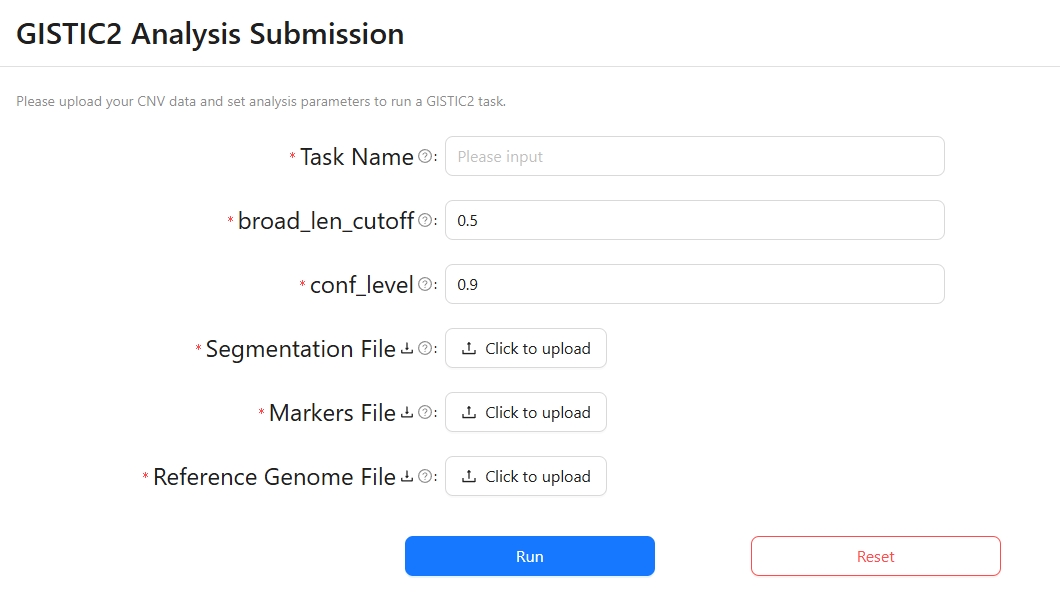 GISTIC2 Analysis Submission
Please upload your CNV data and set analysis parameters to run a GISTIC2 task.
* Task Name ? : Please input
* broad_len_cutoff ? : 0.5
* conf_level ? : 0.9
* Segmentation File ? : Click to upload
* Markers File ? : Click to upload
* Reference Genome File ? : Click to upload
Run Reset